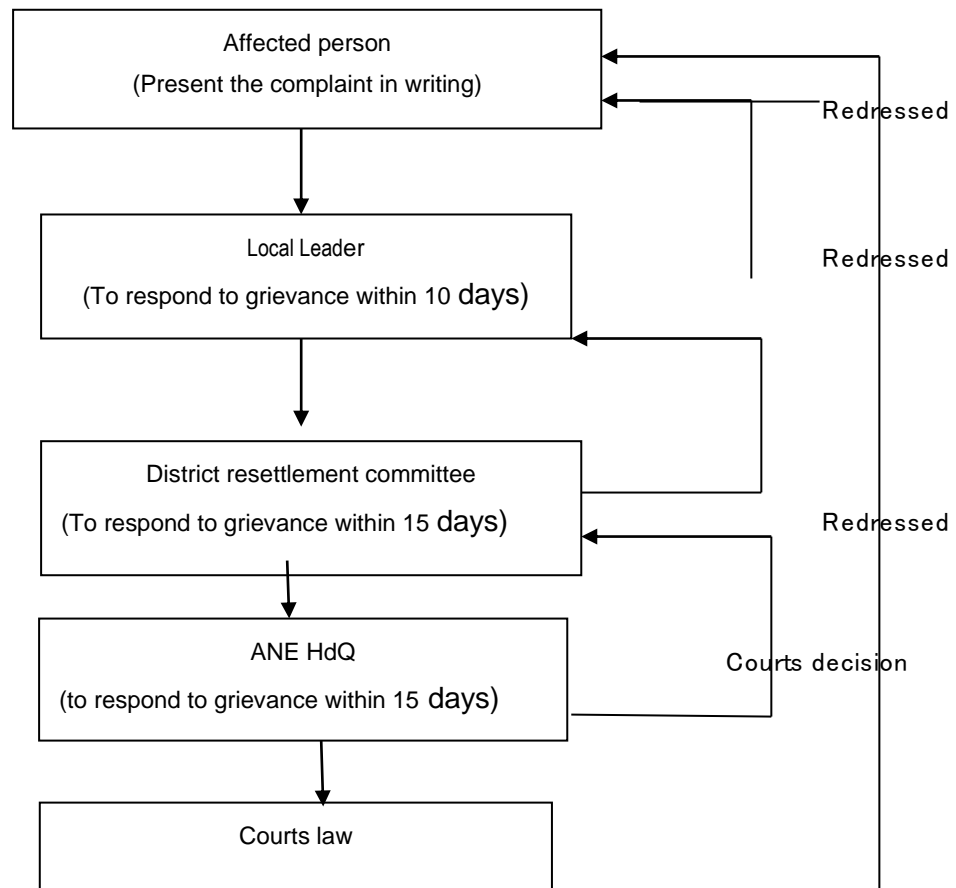 Affected person
(Present the complaint in writing)
Redressed
Local Leader
Redressed
(To respond to grievance within 10 days)
District resettlement committee
(To respond to grievance within 15 days)
Redressed
ANE HdQ
Courts decision
(to respond to grievance within 15 days)
Courts law